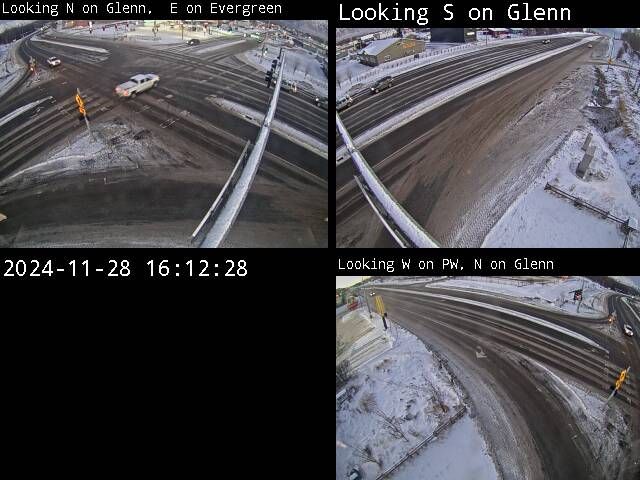 Looking N on Glenn,  E on Evergreen
Looking S on Glenn
2024-11-28 16:12:28
Looking W on PW, N on Glenn